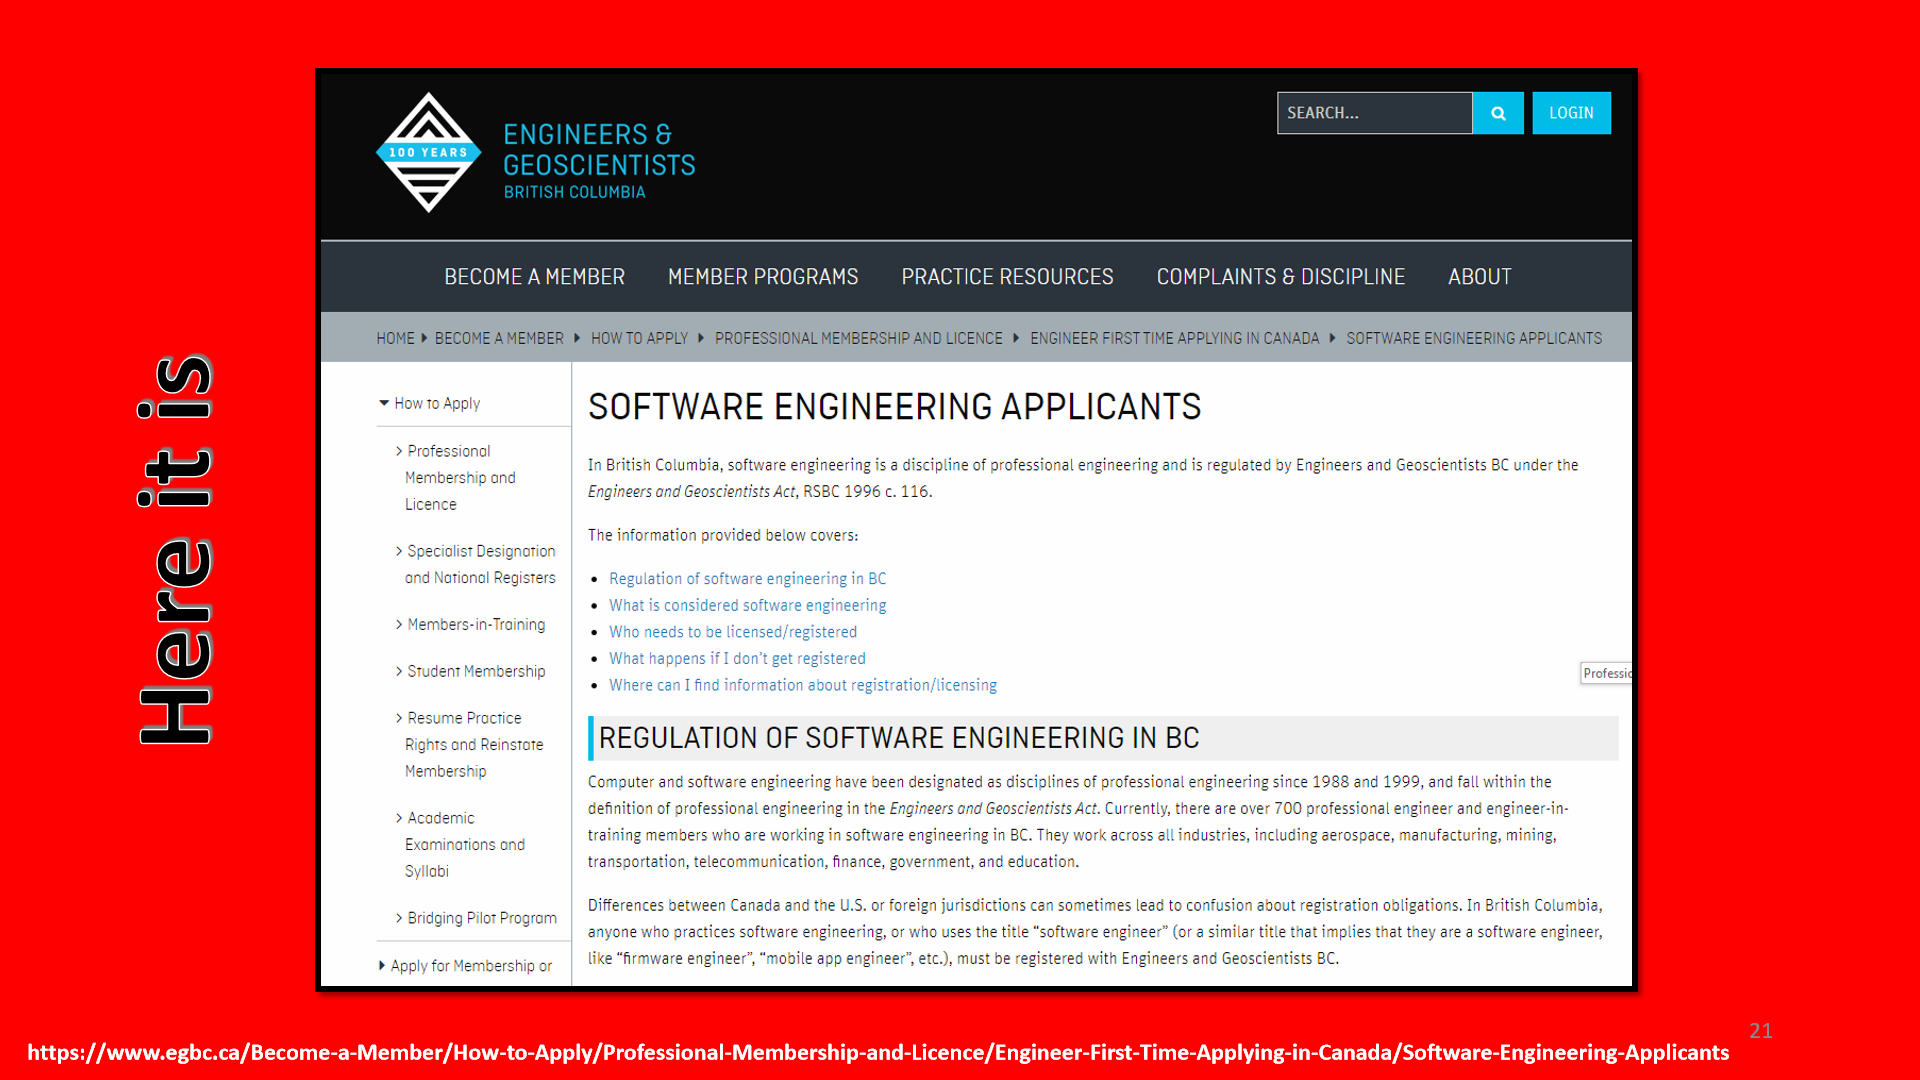 Here it is
100 YEARS
ENGINEERS &
GEOSCIENTISTS
BRITISH COLUMBIA
SEARCH...
LOGIN
BECOME A MEMBER MEMBER PROGRAMS PRACTICE RESOURCES COMPLAINTS & DISCIPLINE ABOUT
HOME BECOME A MEMBER HOW TO APPLY PROFESSIONAL MEMBERSHIP AND LICENCE ENGINEER FIRST TIME APPLYING IN CANADA SOFTWARE ENGINEERING APPLICANTS
How to Apply
> Professional
Membership and
Licence
> Specialist Designation
and National Registers
> Members-in-Training
> Student Membership
> Resume Practice
Rights and Reinstate
Membership
> Academic
Examinations and
Syllabi
> Bridging Pilot Program
Apply for Membership or
SOFTWARE ENGINEERING APPLICANTS
In British Columbia, software engineering is a discipline of professional engineering and is regulated by Engineers and Geoscientists BC under the
Engineers and Geoscientists Act, RSBC 1996 c. 116.
The information provided below covers:
• Regulation of software engineering in BC
• What is considered software engineering
• Who needs to be licensed/registered
• What happens if I don't get registered
• Where can I find information about registration/licensing
Professic
REGULATION OF SOFTWARE ENGINEERING IN BC
Computer and software engineering have been designated as disciplines of professional engineering since 1988 and 1999, and fall within the
definition of professional engineering in the Engineers and Geoscientists Act. Currently, there are over 700 professional engineer and engineer-in-
training members who are working in software engineering in BC. They work across all industries, including aerospace, manufacturing, mining,
transportation, telecommunication, finance, government, and education.
Differences between Canada and the U.S. or foreign jurisdictions can sometimes lead to confusion about registration obligations. In British Columbia,
anyone who practices software engineering, or who uses the title “software engineer” (or a similar title that implies that they are a software engineer,
like “firmware engineer”, “mobile app engineer”, etc.), must be registered with Engineers and Geoscientists BC.
21
https://www.egbc.ca/Become-a-Member/How-to-Apply/Professional-Membership-and-Licence/Engineer-First-Time-Applying-in-Canada/Software-Engineering-Applicants